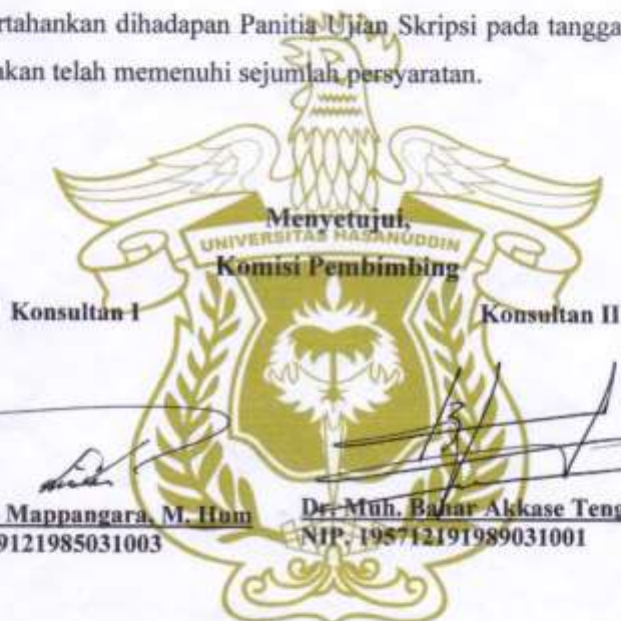 rtahankan dihadapan Panitia Ujian Skripsi pada tangga
akan telah memenuhi sejumlah persyaratan.
Menyetujui,
UNIVERSITAS HASANUDDIN
Komisi Pembimbing
Konsultan I
Konsultan II
Mappangara, M. Hum
9121985031003
Dr. Muh. Bahar Akkase Teng
NIP. 195712191989031001